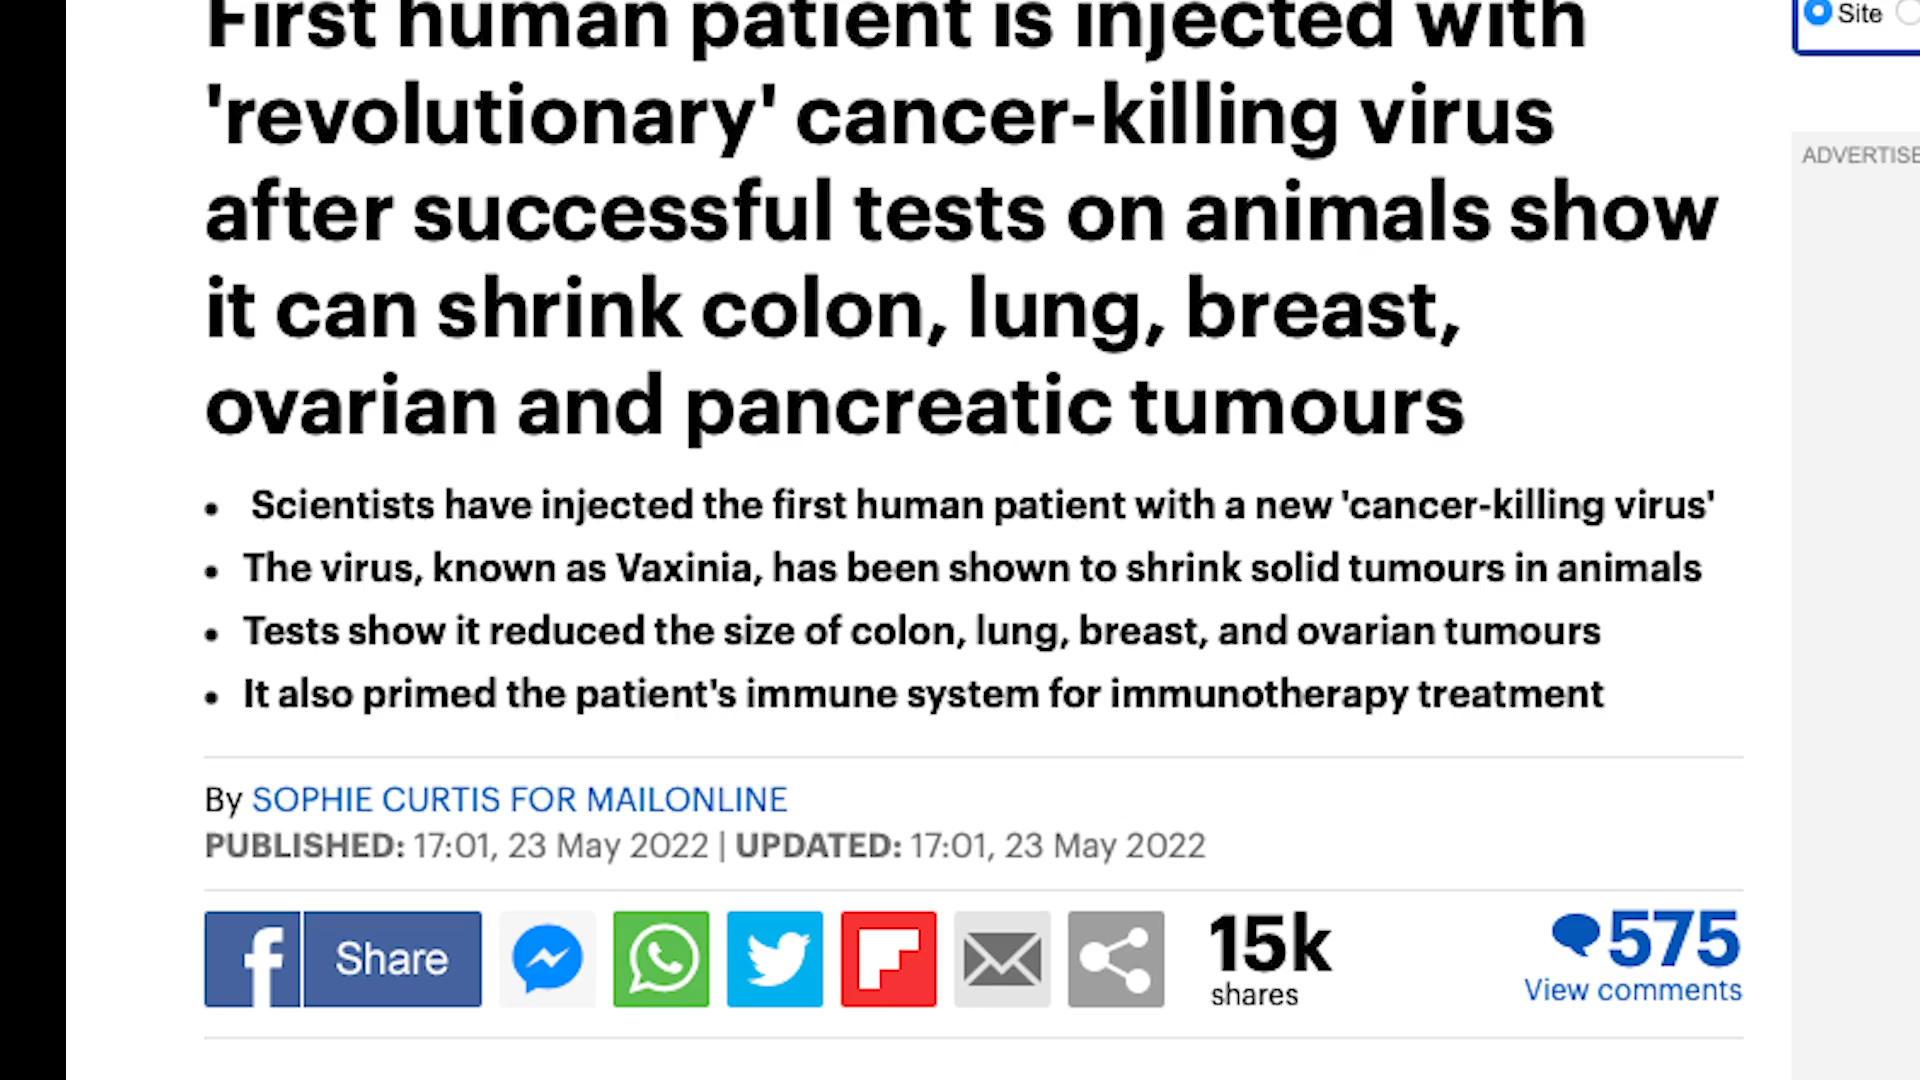 First human patient is injected with
Site
'revolutionary' cancer-killing virus
after successful tests on animals show
it can shrink colon, lung, breast,
ovarian and pancreatic tumours
ADVERTISE
• Scientists have injected the first human patient with a new 'cancer-killing virus'
• The virus, known as Vaxinia, has been shown to shrink solid tumours in animals
• Tests show it reduced the size of colon, lung, breast, and ovarian tumours
• It also primed the patient's immune system for immunotherapy treatment
By SOPHIE CURTIS FOR MAILONLINE
PUBLISHED: 17:01, 23 May 2022 | UPDATED: 17:01, 23 May 2022
Share
15k
shares
575
View comments